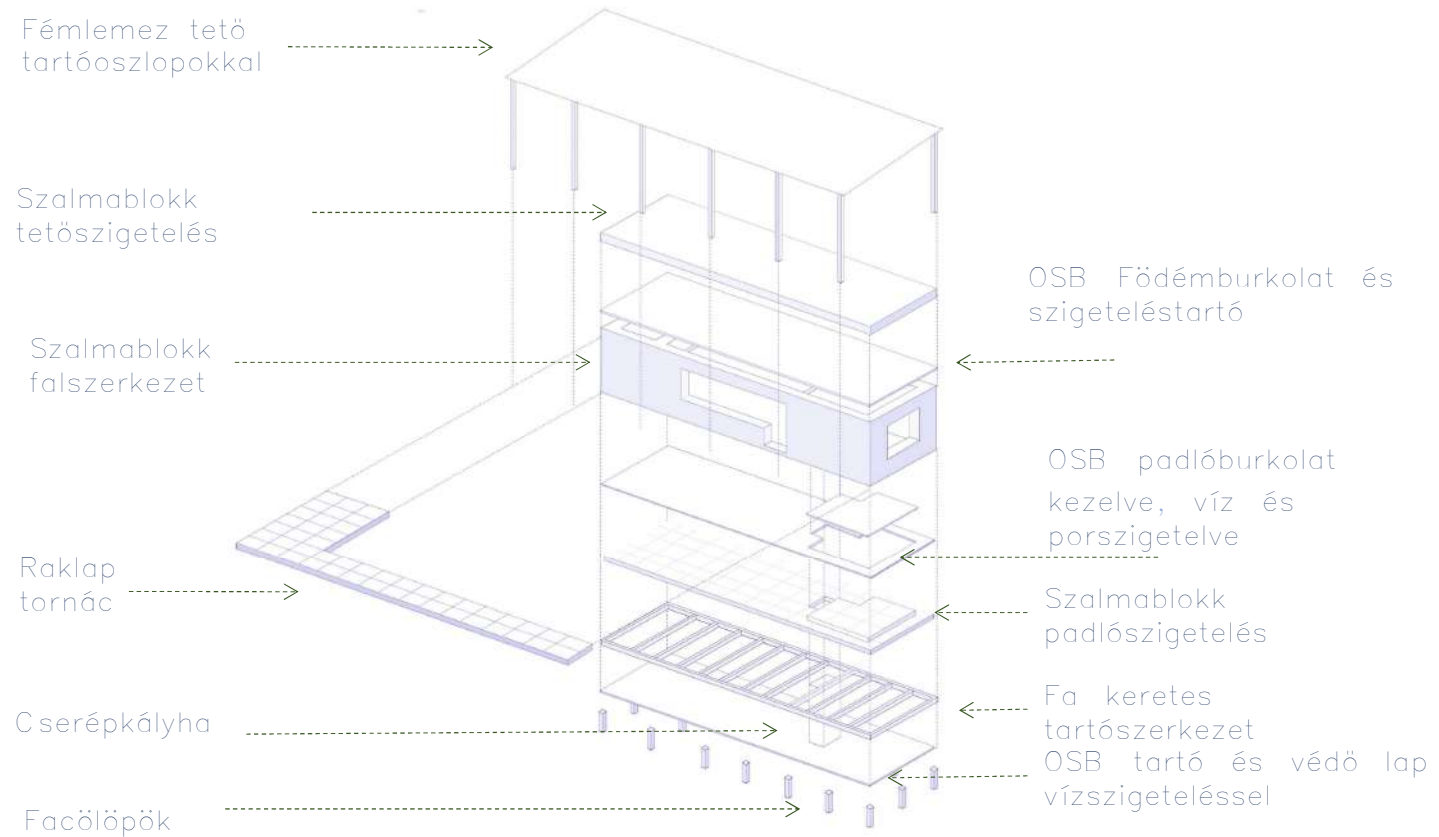 Fémlemez tetö
tartóoszlopokkal
Szalmablokk
tetöszigetelés
OSB Födémburkolat és
szigeteléstartó
Szalmablokk
falszerkezet
OSB padlóburkolat
kezelve, víz és
porszigetelve
Raklap
tornác
Szalmablokk
padlószigetelés
Fa keretes
tartószerkezet
Cserépkályha
OSB tartó és védö lap
vízszigeteléssel
Facölöpök